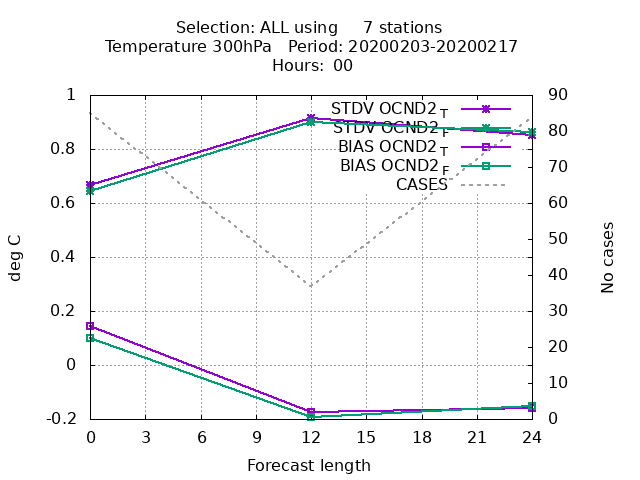 Selection: ALL using     7 stations
Temperature 300hPa   Period: 20200203-20200217
Hours:  00
STDV OCND2_T
STDV OCND2_F
BIAS OCND2_T
BIAS OCND2_F
CASES
1
0.8
0.6
0.4
0.2
0
-0.2
deg C
90
80
70
60
50
40
30
20
10
0
No cases
0 3 6 9 12 15 18 21 24
Forecast length